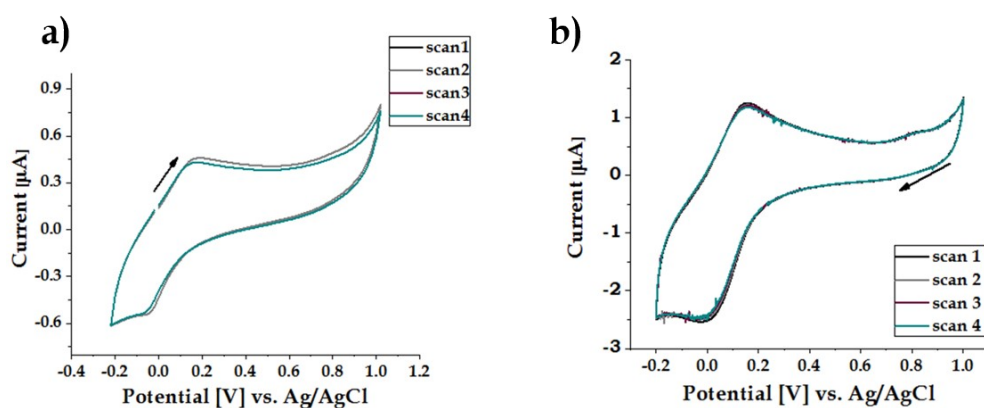 a)
scan1
scan2
scan3
scan4
0.9
0.6
0.3
0.0
-0.3
-0.6
Current [µA]
-0.4 -0.2 0.0 0.2 0.4 0.6 0.8 1.0 1.2
Potential [V] vs. Ag/AgCl
b)
2
1
0
-1
-2
-3
Current [µA]
scan 1
scan 2
scan 3
scan 4
-0.2 0.0 0.2 0.4 0.6 0.8 1.0
Potential [V] vs. Ag/AgCl